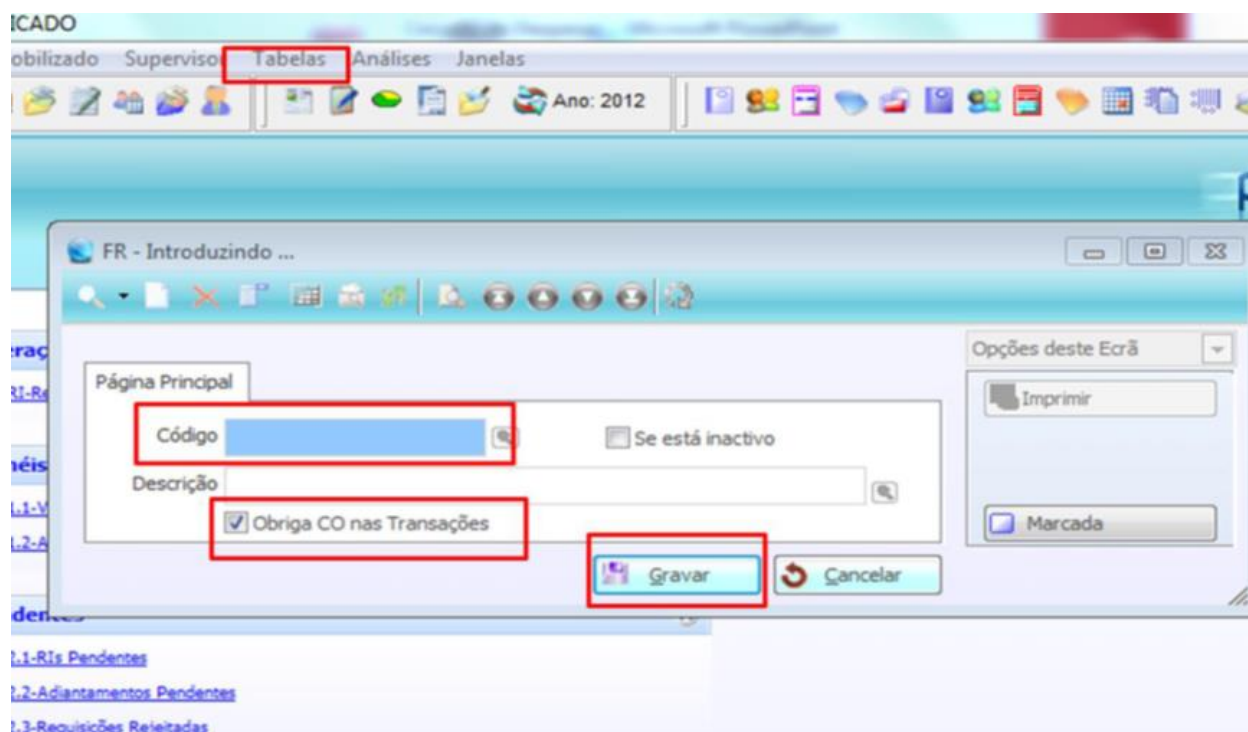 ICADO
obilizado Supervisor Tabelas Análises Janelas
Ano: 2012
FR - Introduzindo ...
Opções deste Ecrã
Página Principal
Imprimir
Código
Se está inactivo
Descrição
Obriga CO nas Transações
Marcada
Gravar
Cancelar
2.1-RIs Pendentes
2.2-Adiantamentos Pendentes
2.3-Requisições Rejeitadas